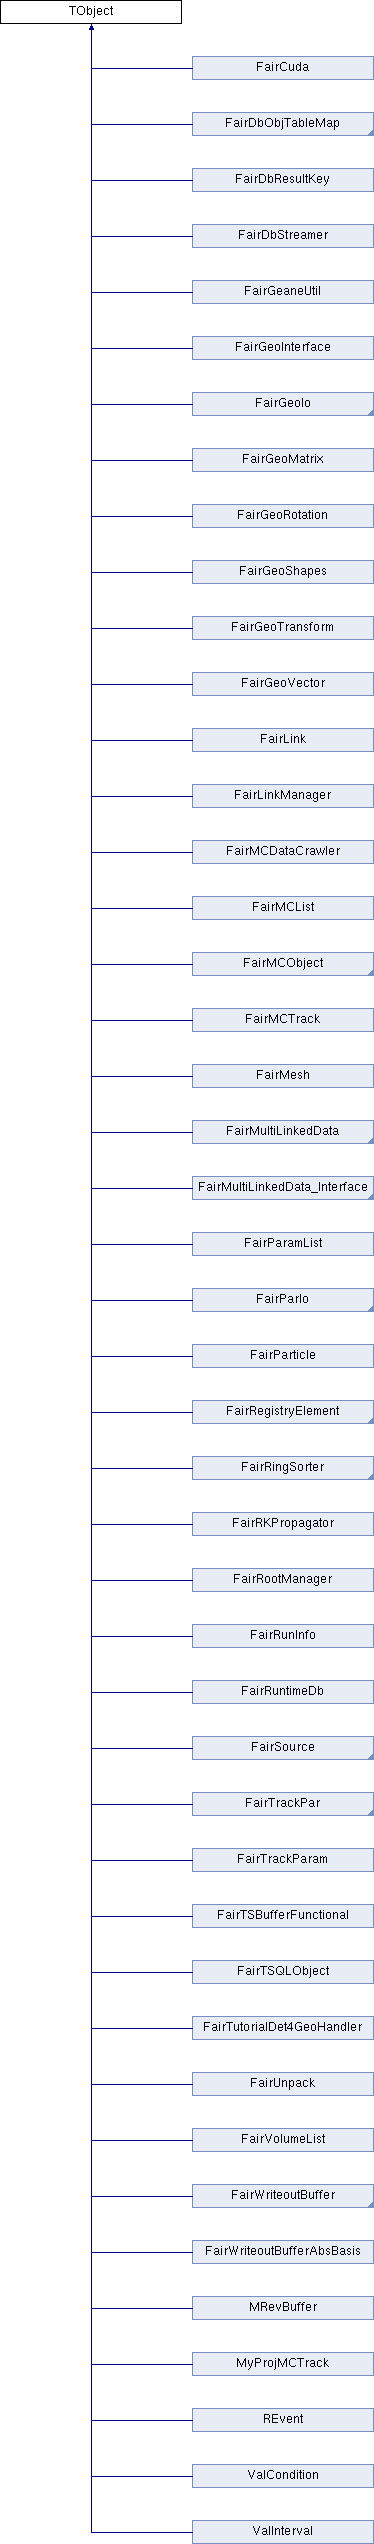 TObject
FairCuda
FairDbObjTableMap
FairDbResultKey
FairDbStreamer
FairGeaneUtil
FairGeoInterface
FairGeoIo
FairGeoMatrix
FairGeoRotation
FairGeoShapes
FairGeoTransform
FairGeoVector
FairLink
FairLinkManager
FairMCDataCrawler
FairMCList
FairMCObject
FairMCTrack
FairMesh
FairMultiLinkedData
FairMultiLinkedData_Interface
FairParamList
FairParIo
FairParticle
FairRegistryElement
FairRingSorter
FairRKPropagator
FairRootManager
FairRunInfo
FairRuntimeDb
FairSource
FairTrackPar
FairTrackParam
FairTSBufferFunctional
FairTSQLObject
FairTutorialDet4GeoHandler
FairUnpack
FairVolumeList
FairWriteoutBuffer
FairWriteoutBufferAbsBasis
MRevBuffer
MyProjMCTrack
REvent
ValCondition
ValInterval